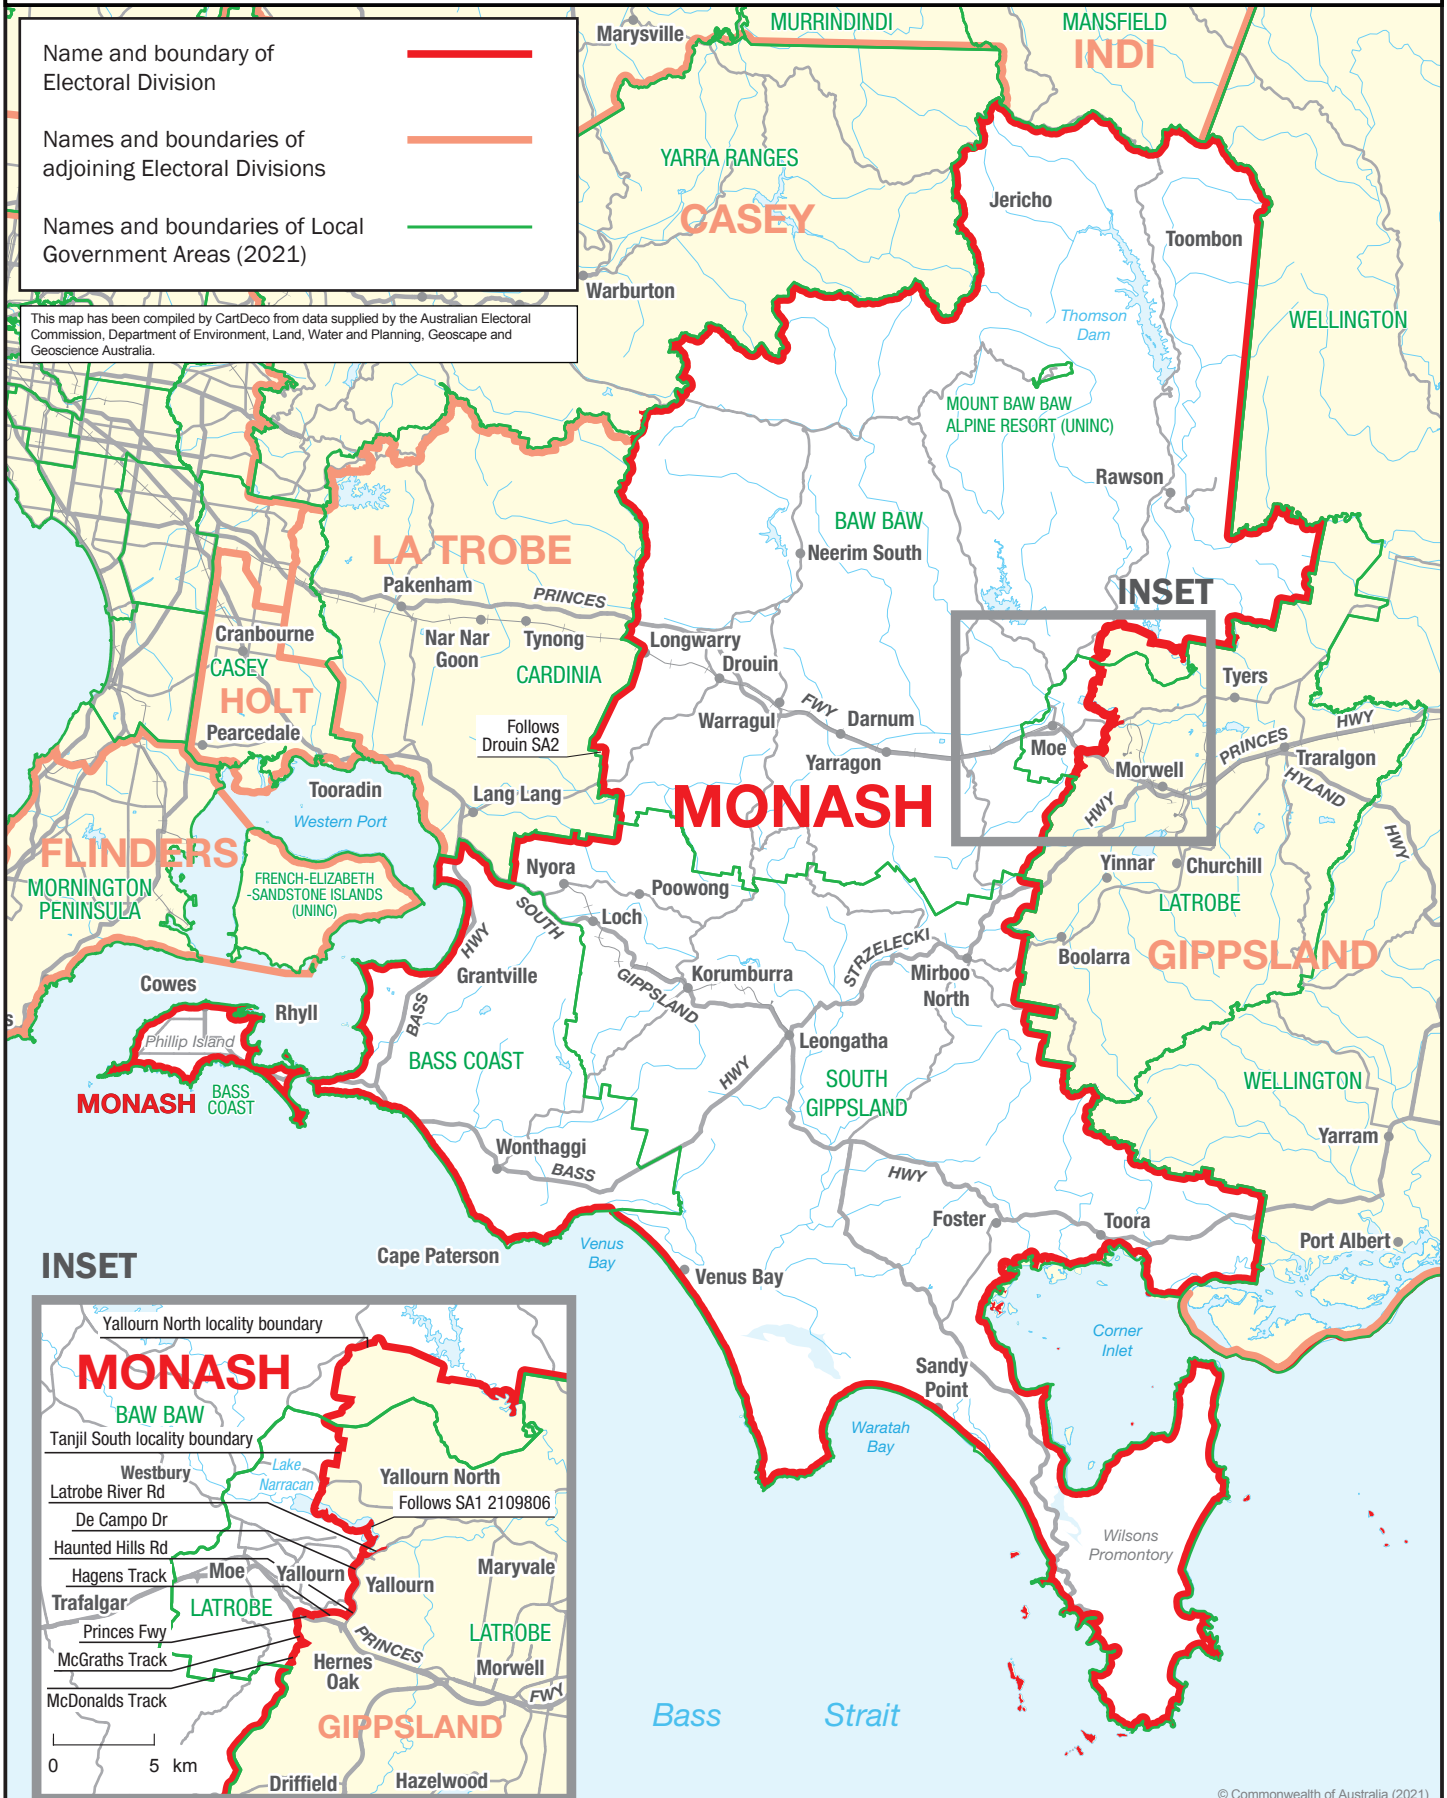 Name and boundary of
Electoral Division
Names and boundaries of
adjoining Electoral Divisions
Names and boundaries of Local
Government Areas (2021)
This map has been compiled by CartDeco from data supplied by the Australian Electoral
Commission, Department of Environment, Land, Water and Planning, Geoscape and
Geoscience Australia.
Marysville
MURRINDINDI
MANSFIELD
INDI
YARRA RANGES
CASEY
Jericho
Toombon
Warburton
Thomson
Dam
WELLINGTON
MOUNT BAW BAW
ALPINE RESORT (UNINC)
Rawson
BAW BAW
Neerim South
LA TROBE
Pakenham
PRINCES
INSET
Cranbourne
Nar Nar
Goon
Tynong
Longwarry
Drouin
CASEY
CARDINIA
HOLT
Tyers
Pearcedale
Follows
Drouin SA2
Warragul
FWY
Darnum
Yarragon
Moe
Morwell
PRINCES
HWY
Traralgon
HYLAND
HWY
HWY
Tooradin
Western Port
Lang Lang
MONASH
FLINDERS
MORNINGTON
PENINSULA
FRENCH-ELIZABETH
-SANDSTONE ISLANDS
(UNINC)
Nyora
Poowong
Loch
SOUTH
GIPPSLAND
HWY
Grantville
BASS
Korumburra
STRZELECKI
Mirboo
North
Yinnar
Churchill
LATROBE
Boolarra
GIPPSLAND
Cowes
Rhyll
s
Phillip Island
MONASH
BASS
COAST
BASS COAST
Leongatha
HWY
SOUTH
GIPPSLAND
WELLINGTON
Yarram
Wonthaggi
BASS
HWY
Foster
Toora
Port Albert
Cape Paterson
Venus
Bay
Venus Bay
Corner
Inlet
Sandy
Point
Waratah
Bay
Wilsons
Promontory
Bass Strait
INSET
Yallourn North locality boundary
MONASH
BAW BAW
Tanjil South locality boundary
Westbury
Lake
Narracan
Yallourn North
Latrobe River Rd
Follows SA1 2109806
De Campo Dr
Haunted Hills Rd
Hagens Track
Moe
Yallourn
Yallourn
Maryvale
Trafalgar
LATROBE
Princes Fwy
McGraths Track
McDonalds Track
PRINCES
Hernes
Oak
LATROBE
Morwell
FWY
GIPPSLAND
0 5 km
Driffield
Hazelwood
© Commonwealth of Australia (2021)